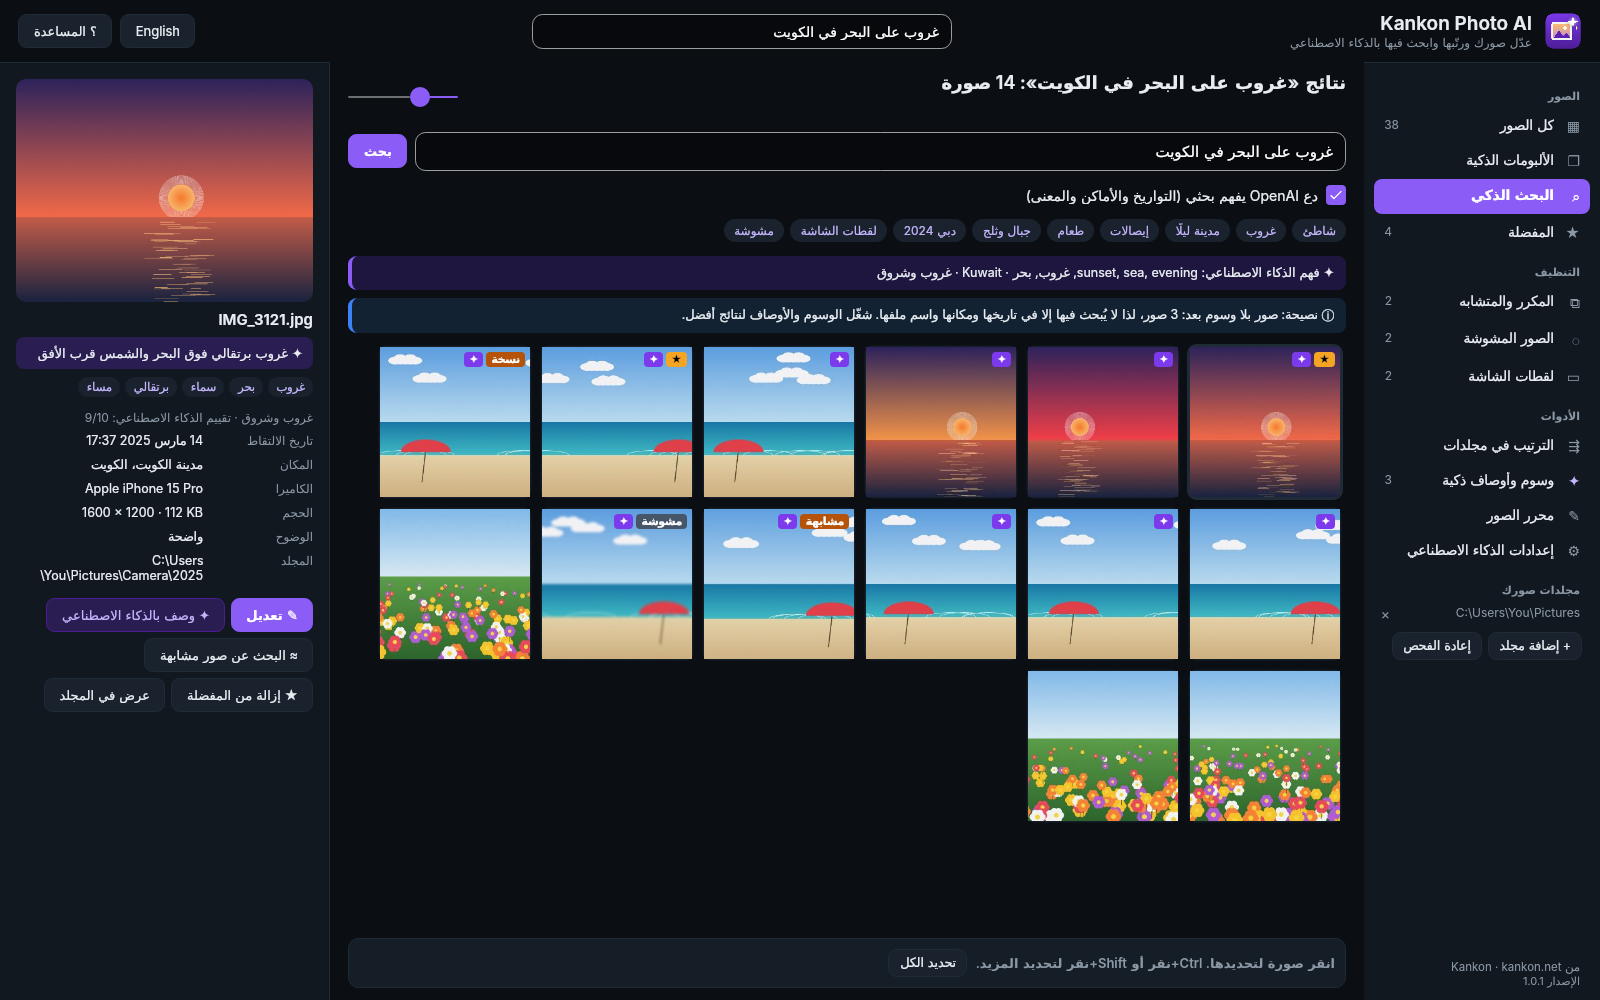 Kankon Photo AI
عدّل صورك ورتّبها وابحث فيها بالذكاء الاصطناعي
غروب على البحر في الكويت
English
؟ المساعدة
الصور
كل الصور 38
الألبومات الذكية
البحث الذكي
المفضلة 4
التنظيف
المكرر والمتشابه 2
الصور المشوشة 2
لقطات الشاشة 2
الأدوات
الترتيب في مجلدات
وسوم وأوصاف ذكية 3
محرر الصور
إعدادات الذكاء الاصطناعي
مجلدات صورك
C:\Users\You\Pictures ×
+ إضافة مجلد
إعادة الفحص
من Kankon · kankon.net
الإصدار 1.0.1
نتائج «غروب على البحر في الكويت»: 14 صورة
غروب على البحر في الكويت
بحث
دع OpenAI يفهم بحثي (التواريخ والأماكن والمعنى)
شاطئ غروب مدينة ليلًا إيصالات طعام جبال وثلج دبي 2024 لقطات الشاشة مشوشة
✦ فهم الذكاء الاصطناعي: sunset, sea, evening, غروب, بحر · Kuwait · غروب وشروق
ⓘ نصيحة: صور بلا وسوم بعد: 3 صور، لذا لا يُبحث فيها إلا في تاريخها ومكانها واسم ملفها. شغّل الوسوم والأوصاف لنتائج أفضل.
نسخة
مشابهة
مشوشة
انقر صورة لتحديدها. Ctrl+نقر أو Shift+نقر لتحديد المزيد.
تحديد الكل
IMG_3121.jpg
✦ غروب برتقالي فوق البحر والشمس قرب الأفق
غروب بحر سماء برتقالي مساء
غروب وشروق · تقييم الذكاء الاصطناعي: 9/10
تاريخ الالتقاط 14 مارس 2025 17:37
المكان مدينة الكويت، الكويت
الكاميرا Apple iPhone 15 Pro
الحجم 1600 × 1200 · 112 KB
الوضوح واضحة
المجلد C:\Users
\You\Pictures\Camera\2025
✎ تعديل
✦ وصف بالذكاء الاصطناعي
≈ البحث عن صور مشابهة
★ إزالة من المفضلة
عرض في المجلد